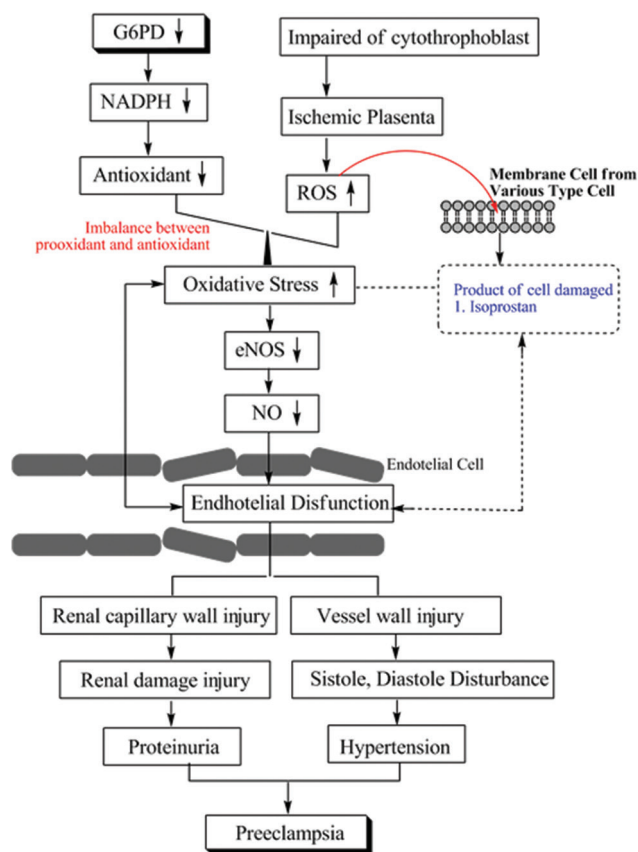 G6PD ↓
Impaired of cytothrophoblast
NADPH ↓
Ischemic Plasenta
Antioxidant ↓
ROS ↑
Membrane Cell from
Various Type Cell
Imbalance between
prooxidant and antioxidant
Oxidative Stress ↑
Product of cell damaged
1. Isoprostan
eNOS ↓
NO ↓
Endotelial Cell
Endhotelial Disfunction
Renal capillary wall injury
Vessel wall injury
Renal damage injury
Sistole, Diastole Disturbance
Proteinuria
Hypertension
Preeclampsia